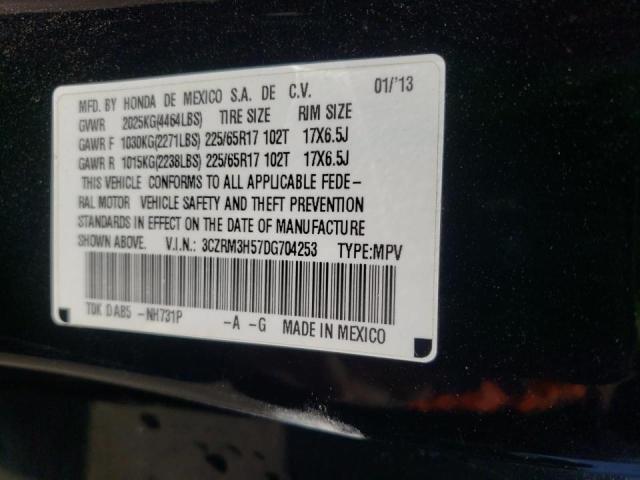 MFD. BY HONDA DE MEXICO S.A. DE C.V. 01/'13
GVWR 2025KG(4464LBS) TIRE SIZE RIM SIZE
GAWR F 1030KG(2271LBS) 225/65R17 102T 17X6.5J
GAWR R 1015KG(2238LBS) 225/65R17 102T 17X6.5J
THIS VEHICLE CONFORMS TO ALL APPLICABLE FEDE-
RAL MOTOR VEHICLE SAFETY AND THEFT PREVENTION
STANDARDS IN EFFECT ON THE DATE OF MANUFACTURE
SHOWN ABOVE. V.I.N.: 3CZRM3H57DG704253 TYPE:MPV
TDK D AB5 -NH731P -A -G MADE IN MEXICO